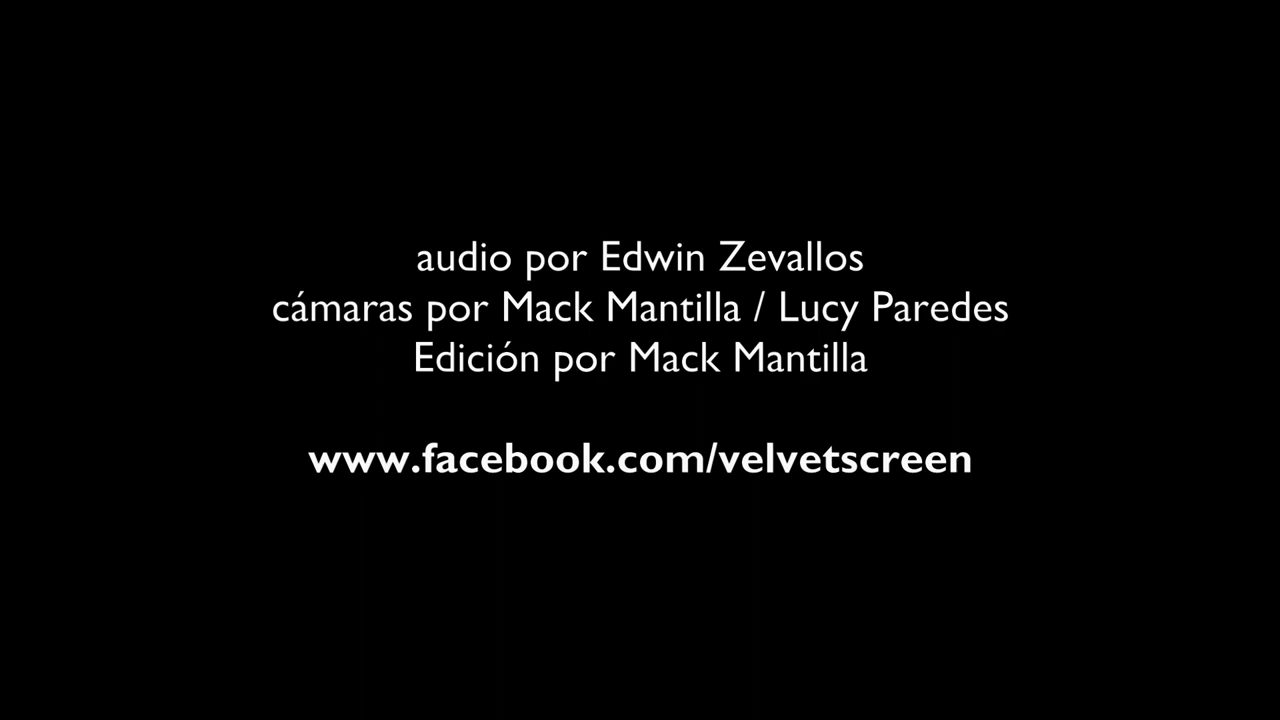 audio por Edwin Zevallos
cámaras por Mack Mantilla / Lucy Paredes
Edición por Mack Mantilla
www.facebook.com/velvetscreen